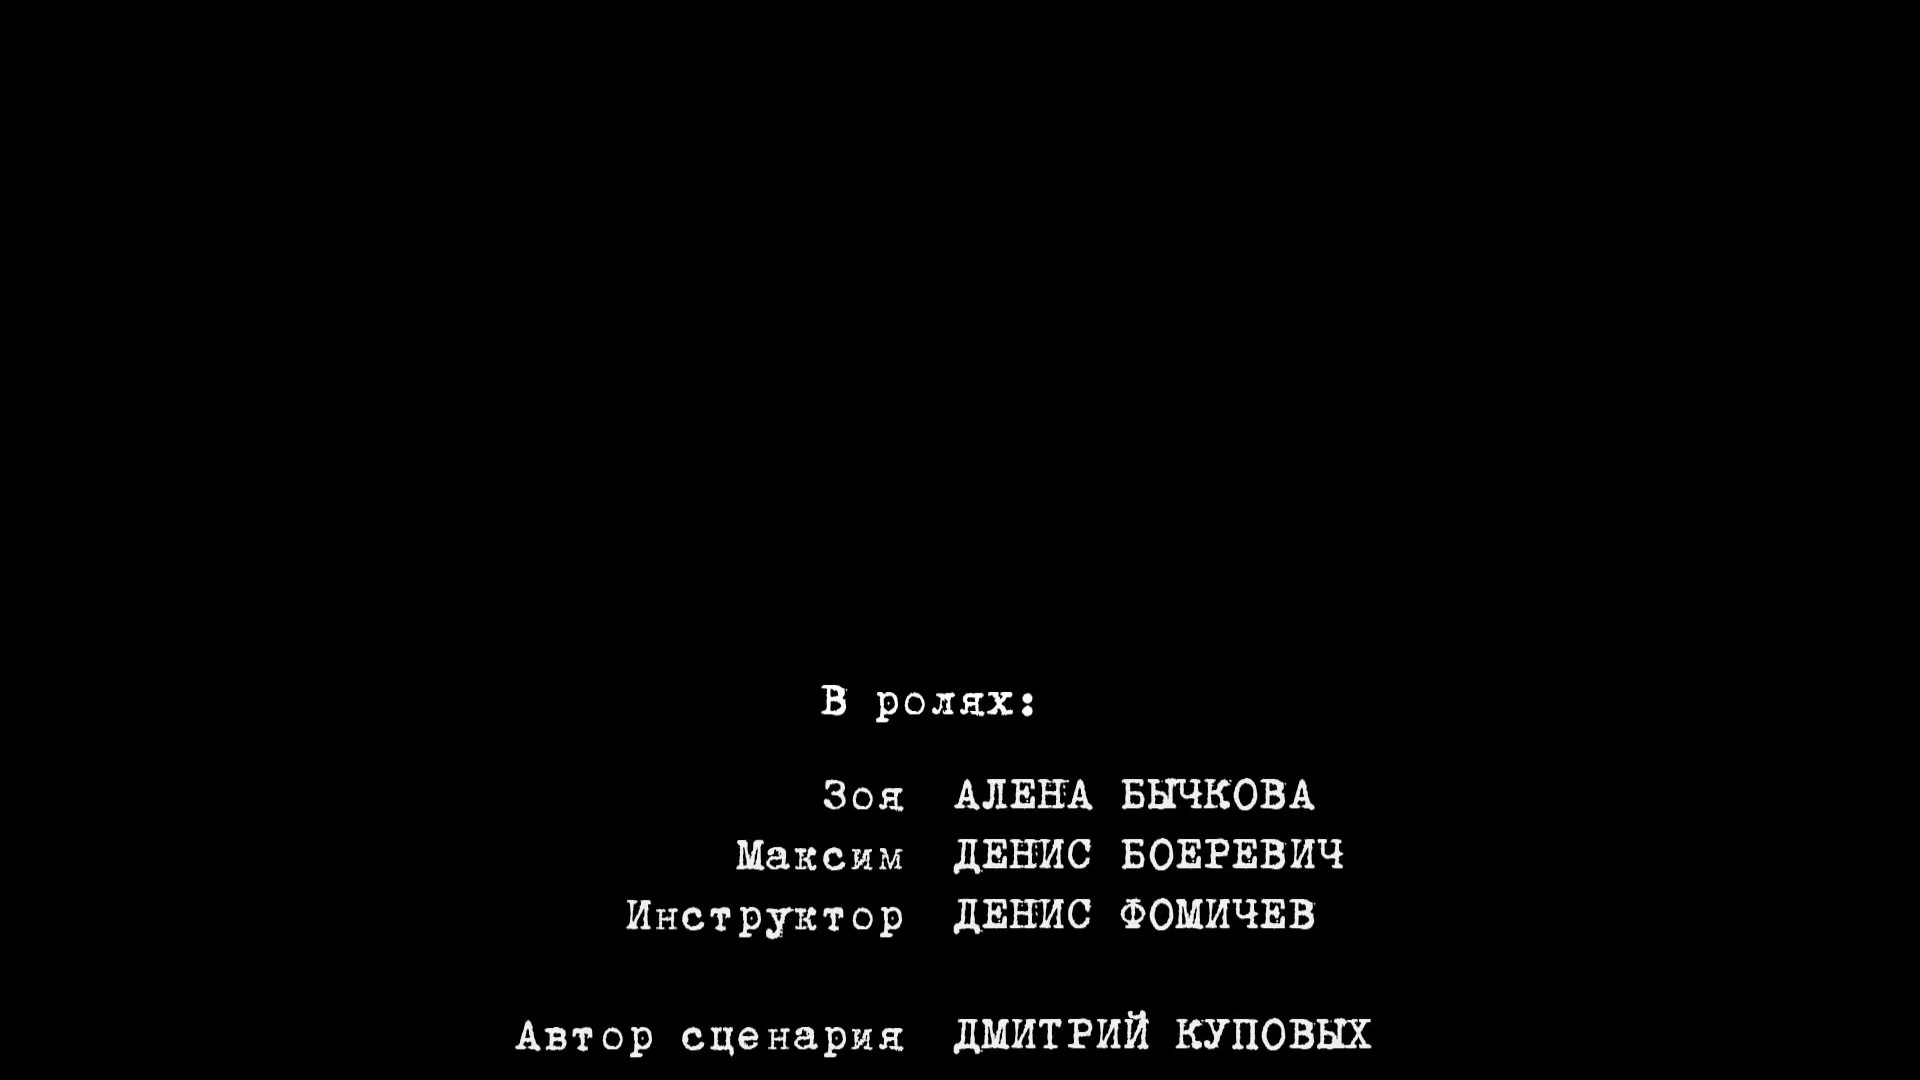 В ролях:
Зоя АЛЕНА БЫЧКОВА
Максим ДЕНИС БОЕРЕВИЧ
Инструктор ДЕНИС ФОМИЧЕВ
Автор сценария ДМИТРИЙ КУПОВЫХ